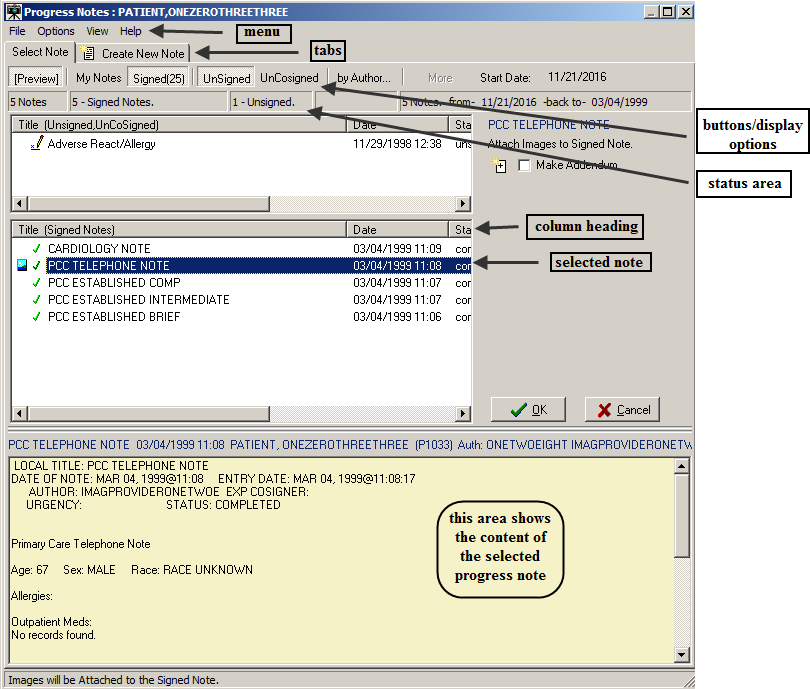 Progress Notes : PATIENT,ONEZEROTHREETHREE
File Options View Help
menu
Select Note Create New Note
tabs
[Preview] My Notes Signed(25) UnSigned UnCosigned by Author... More Start Date: 11/21/2016
5 Notes 5 - Signed Notes. 1 - Unsigned. 5 Notes. from- 11/21/2016 -back to- 03/04/1999
buttons/display
options
status area
Title (Unsigned,UnCoSigned) Date Sta
PCC TELEPHONE NOTE
Adverse React/Allergy 11/29/1998 12:38 uns
Attach Images to Signed Note.
Make Addendum
Title (Signed Notes) Date Sta
column heading
CARDIOLOGY NOTE 03/04/1999 11:09 cor
PCC TELEPHONE NOTE 03/04/1999 11:08 cor
selected note
PCC ESTABLISHED COMP 03/04/1999 11:07 cor
PCC ESTABLISHED INTERMEDIATE 03/04/1999 11:07 cor
PCC ESTABLISHED BRIEF 03/04/1999 11:06 cor
OK Cancel
PCC TELEPHONE NOTE 03/04/1999 11:08 PATIENT, ONEZEROTHREETHREE (P1033) Auth: ONETWOEIGHT IMAGPROVIDERONETW
LOCAL TITLE: PCC TELEPHONE NOTE
DATE OF NOTE: MAR 04, 1999@11:08 ENTRY DATE: MAR 04, 1999@11:08:17
AUTHOR: IMAGPROVIDERONETWOE EXP COSIGNER:
URGENCY: STATUS: COMPLETED
this area shows
the content of
the selected
progress note
Primary Care Telephone Note
Age: 67 Sex: MALE Race: RACE UNKNOWN
Allergies:
Outpatient Meds:
No records found.
Images will be Attached to the Signed Note.